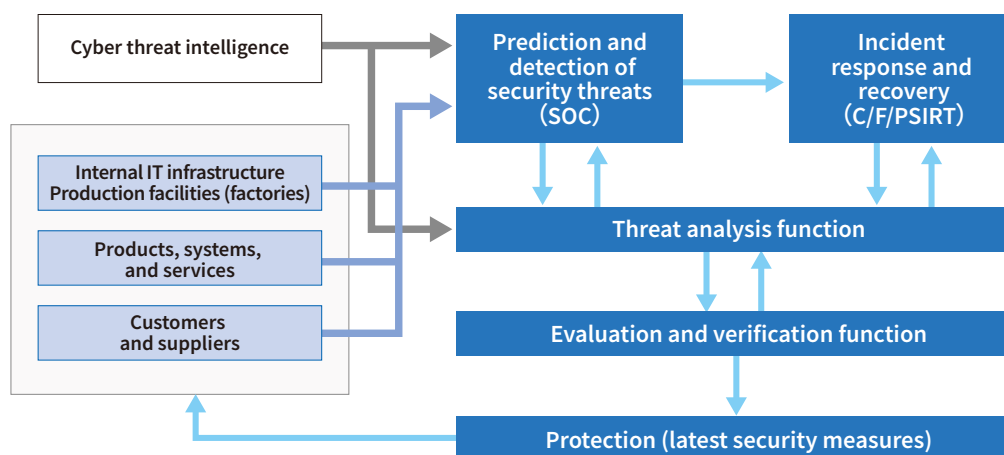 Cyber threat intelligence
Prediction and
detection of
security threats
（SOC）
Incident
response and
recovery
（C/F/PSIRT）
Internal IT infrastructure
Production facilities (factories)
Products, systems,
and services
Customers
and suppliers
Threat analysis function
Evaluation and verification function
Protection (latest security measures)